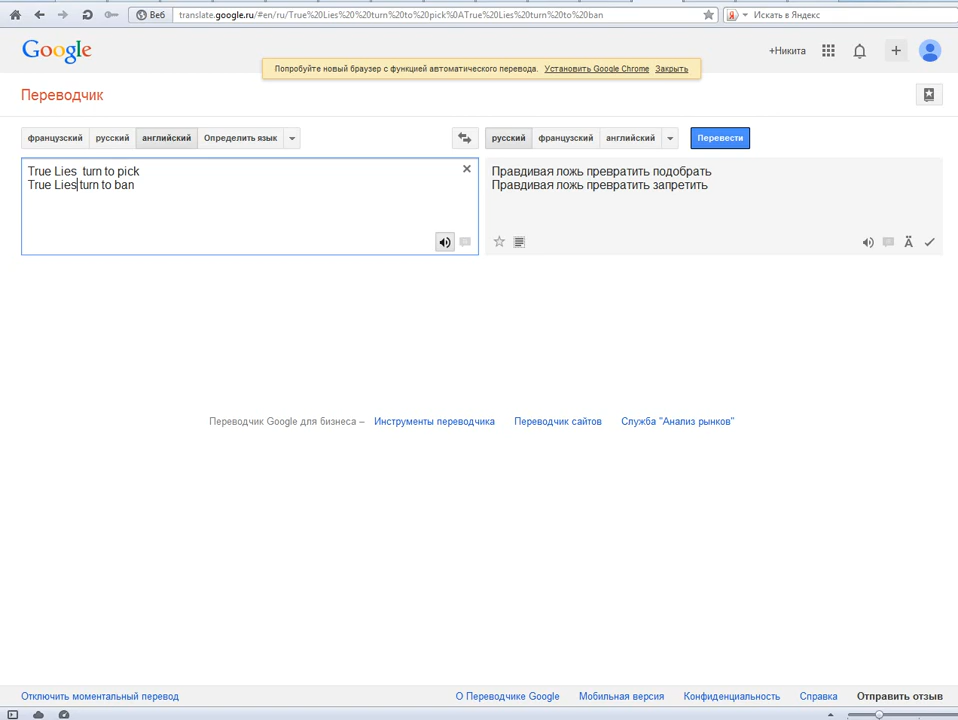 Веб translate.google.ru/#en/ru/True%20Lies%20%20turn%20to%20pick%0ATrue%20Lies%20turn%20to%20ban Искать в Яндекс
Google +Никита
Попробуйте новый браузер с функцией автоматического перевода. Установить Google Chrome Закрыть
Переводчик
французский русский английский Определить язык русский французский английский Перевести
True Lies  turn to pick
True Lies turn to ban
Правдивая ложь превратить подобрать
Правдивая ложь превратить запретить
Ä
Переводчик Google для бизнеса – Инструменты переводчика Переводчик сайтов Служба "Анализ рынков"
Отключить моментальный перевод О Переводчике Google Мобильная версия Конфиденциальность Справка Отправить отзыв